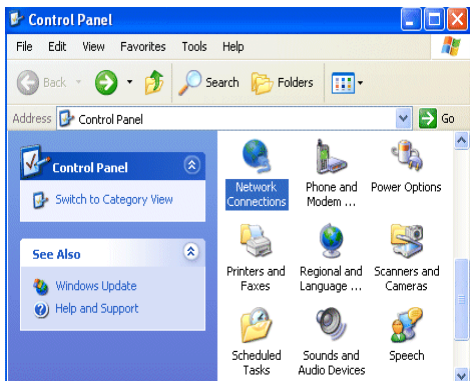 Control Panel
File Edit View Favorites Tools Help
Back Search Folders
Address Control Panel Go
Control Panel
Switch to Category View
See Also
Windows Update
Help and Support
Network Connections
Phone and Modem ...
Power Options
Printers and Faxes
Regional and Language ...
Scanners and Cameras
Scheduled Tasks
Sounds and Audio Devices
Speech